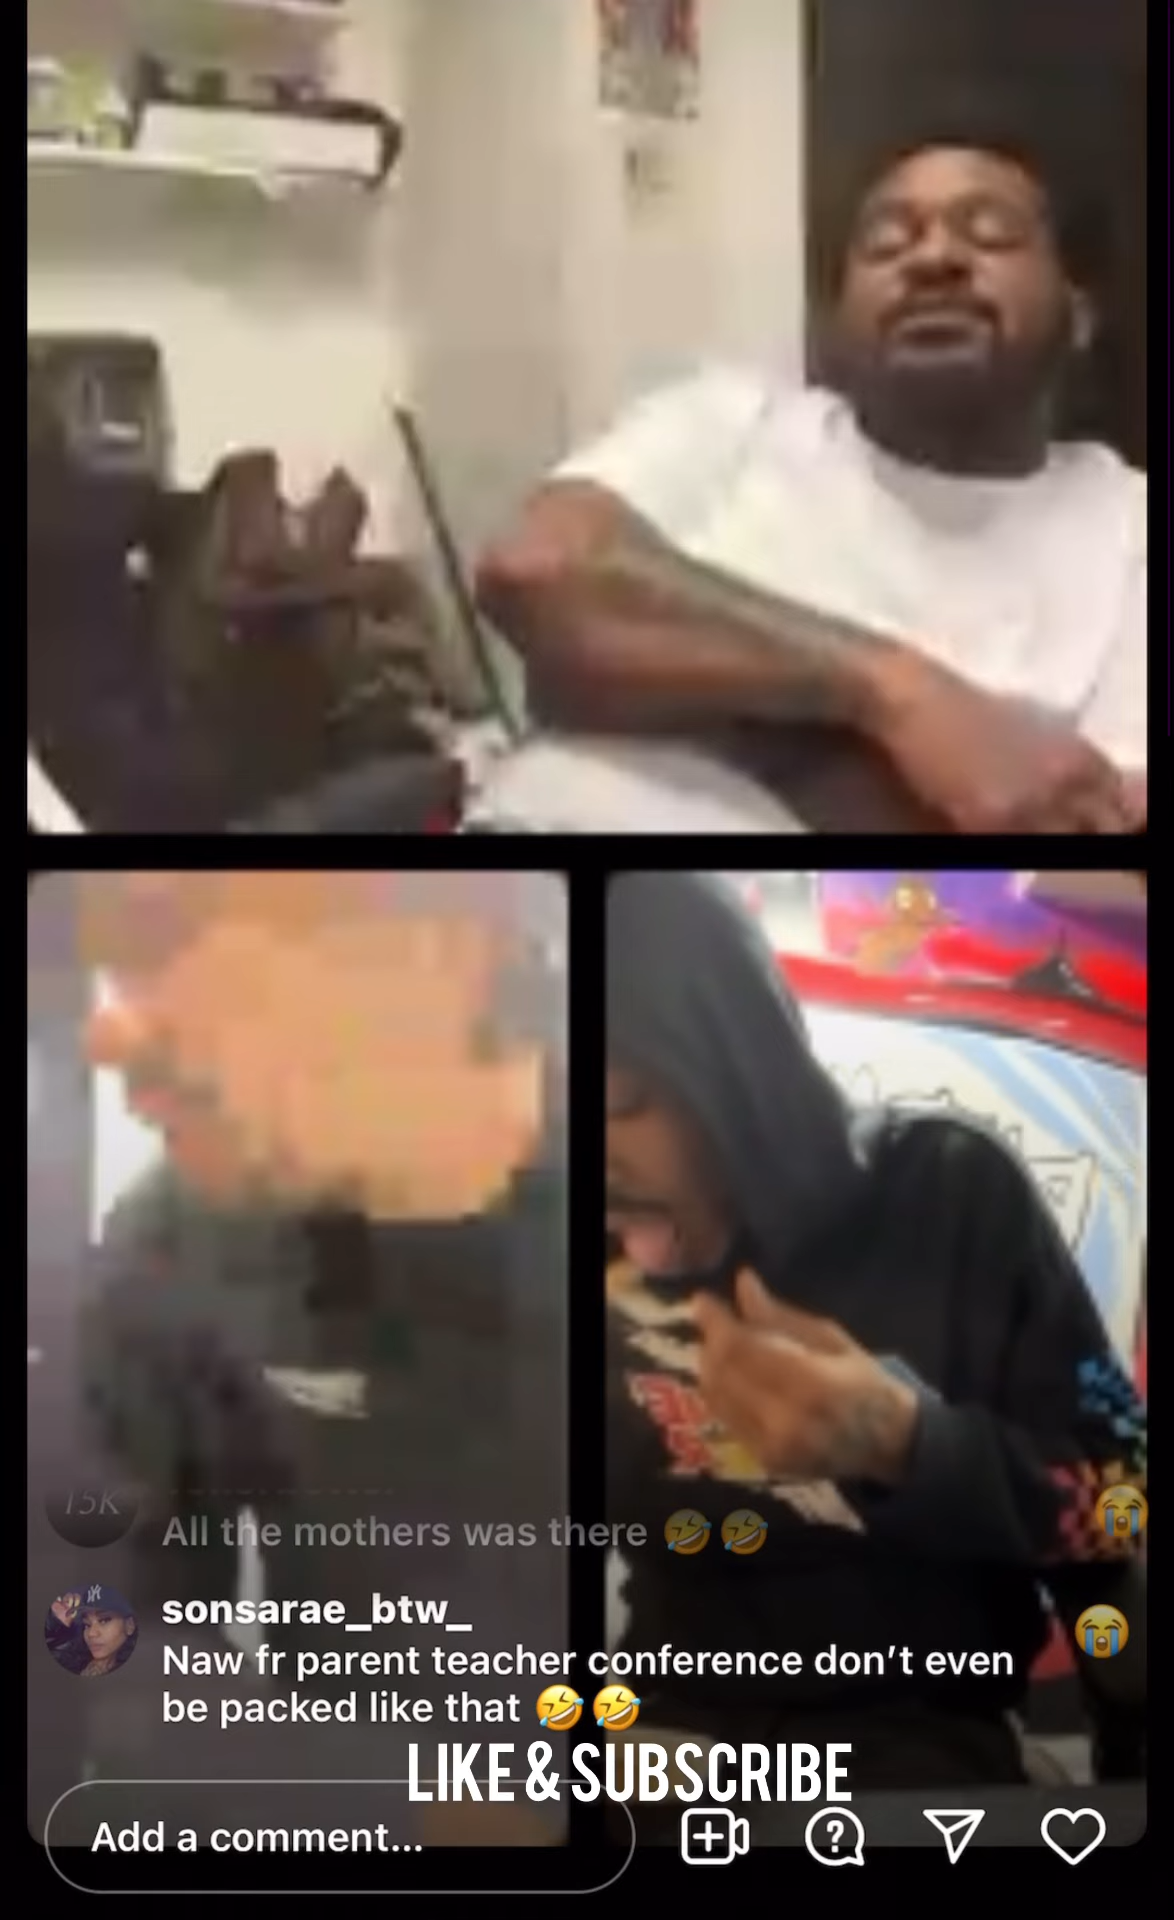 15K
All the mothers was there 🤣🤣
sonsarae_btw_
Naw fr parent teacher conference don’t even
be packed like that 🤣🤣
LIKE & SUBSCRIBE
Add a comment...